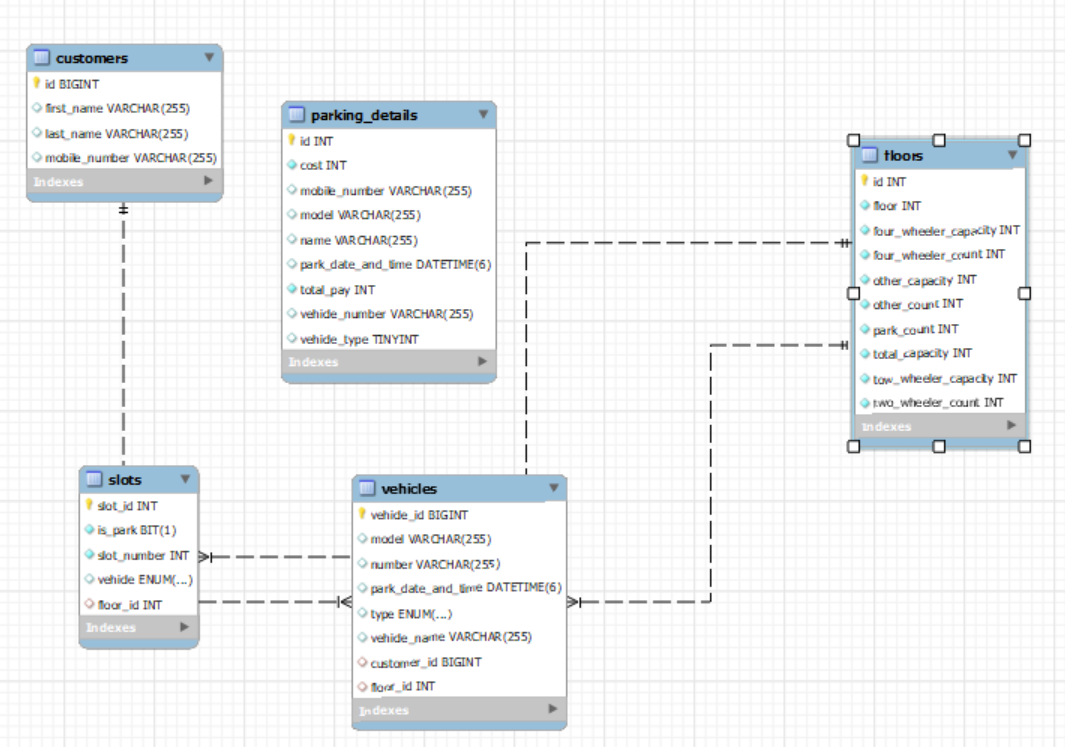 customers
id BIGINT
first_name VARCHAR(255)
last_name VARCHAR(255)
mobile_number VARCHAR(255)
Indexes
parking_details
id INT
cost INT
mobile_number VARCHAR(255)
model VARCHAR(255)
name VARCHAR(255)
park_date_and_time DATETIME(6)
total_pay INT
vehicle_number VARCHAR(255)
vehicle_type TINYINT
Indexes
floors
id INT
floor INT
four_wheeler_capacity INT
four_wheeler_count INT
other_capacity INT
other_count INT
park_count INT
total_capacity INT
tow_wheeler_capacity INT
two_wheeler_count INT
Indexes
slots
slot_id INT
is_park BIT(1)
slot_number INT
vehicle ENUM(...)
floor_id INT
Indexes
vehicles
vehicle_id BIGINT
model VARCHAR(255)
number VARCHAR(255)
park_date_and_time DATETIME(6)
type ENUM(...)
vehicle_name VARCHAR(255)
customer_id BIGINT
floor_id INT
Indexes